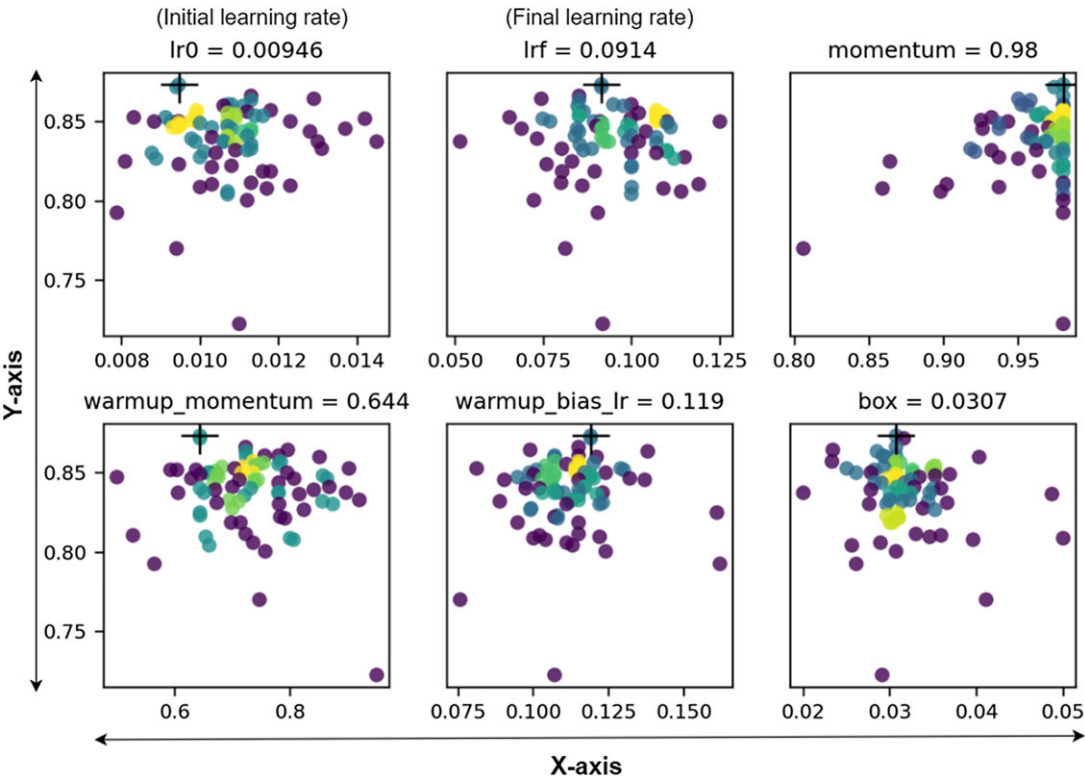 (Initial learning rate)
lr0 = 0.00946
(Final learning rate)
lrf = 0.0914
momentum = 0.98
0.85
0.80
0.75
0.008 0.010 0.012 0.014
0.050 0.075 0.100 0.125
0.80 0.85 0.90 0.95
warmup_momentum = 0.644
warmup_bias_lr = 0.119
box = 0.0307
0.85
0.80
0.75
0.6 0.8
0.075 0.100 0.125 0.150
0.02 0.03 0.04 0.05
Y-axis
X-axis